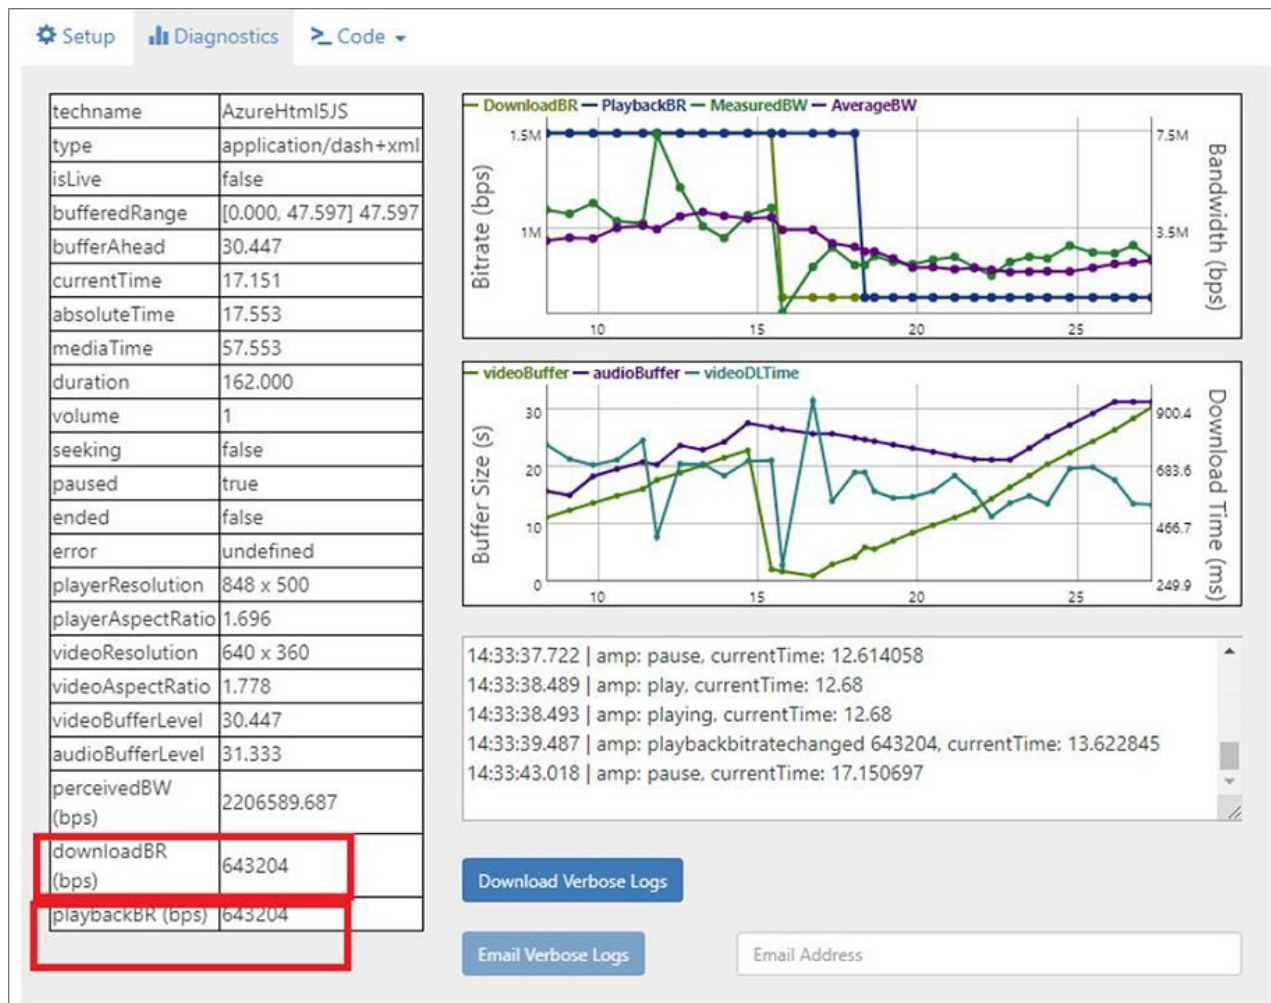 Setup Diagnostics >_ Code
techname AzureHtml5JS
type application/dash+xml
isLive false
bufferedRange [0.000, 47.597] 47.597
bufferAhead 30.447
currentTime 17.151
absoluteTime 17.553
mediaTime 57.553
duration 162.000
volume 1
seeking false
paused true
ended false
error undefined
playerResolution 848 x 500
playerAspectRatio 1.696
videoResolution 640 x 360
videoAspectRatio 1.778
videoBufferLevel 30.447
audioBufferLevel 31.333
perceivedBW
(bps) 2206589.687
downloadBR
(bps) 643204
playbackBR (bps) 643204
DownloadBR PlaybackBR MeasuredBW AverageBW
Bitrate (bps)
1.5M
1M
7.5M
3.5M
Bandwidth (bps)
10 15 20 25
videoBuffer audioBuffer videoDLTime
Buffer Size (s)
30
20
10
0
900.4
683.6
466.7
249.9
Download Time (ms)
10 15 20 25
14:33:37.722 | amp: pause, currentTime: 12.614058
14:33:38.489 | amp: play, currentTime: 12.68
14:33:38.493 | amp: playing, currentTime: 12.68
14:33:39.487 | amp: playbackbitratechanged 643204, currentTime: 13.622845
14:33:43.018 | amp: pause, currentTime: 17.150697
Download Verbose Logs
Email Verbose Logs Email Address